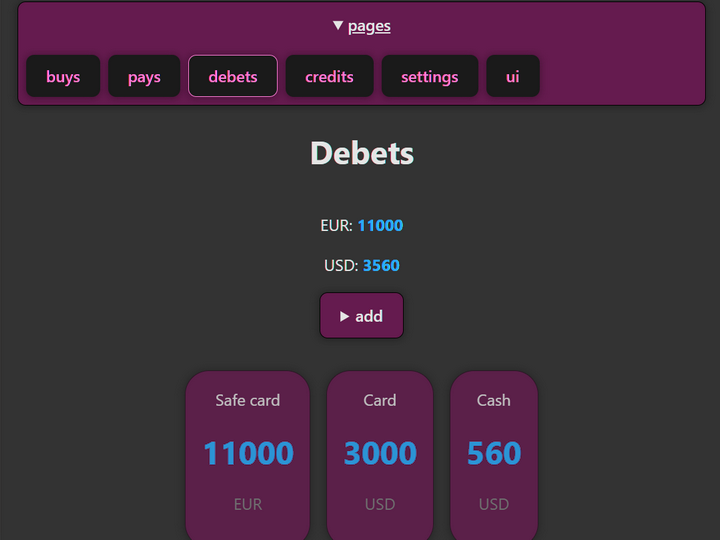 ▼ pages
buys pays debets credits settings ui
Debets
EUR: 11000
USD: 3560
▶ add
Safe card Card Cash
11000 3000 560
EUR USD USD